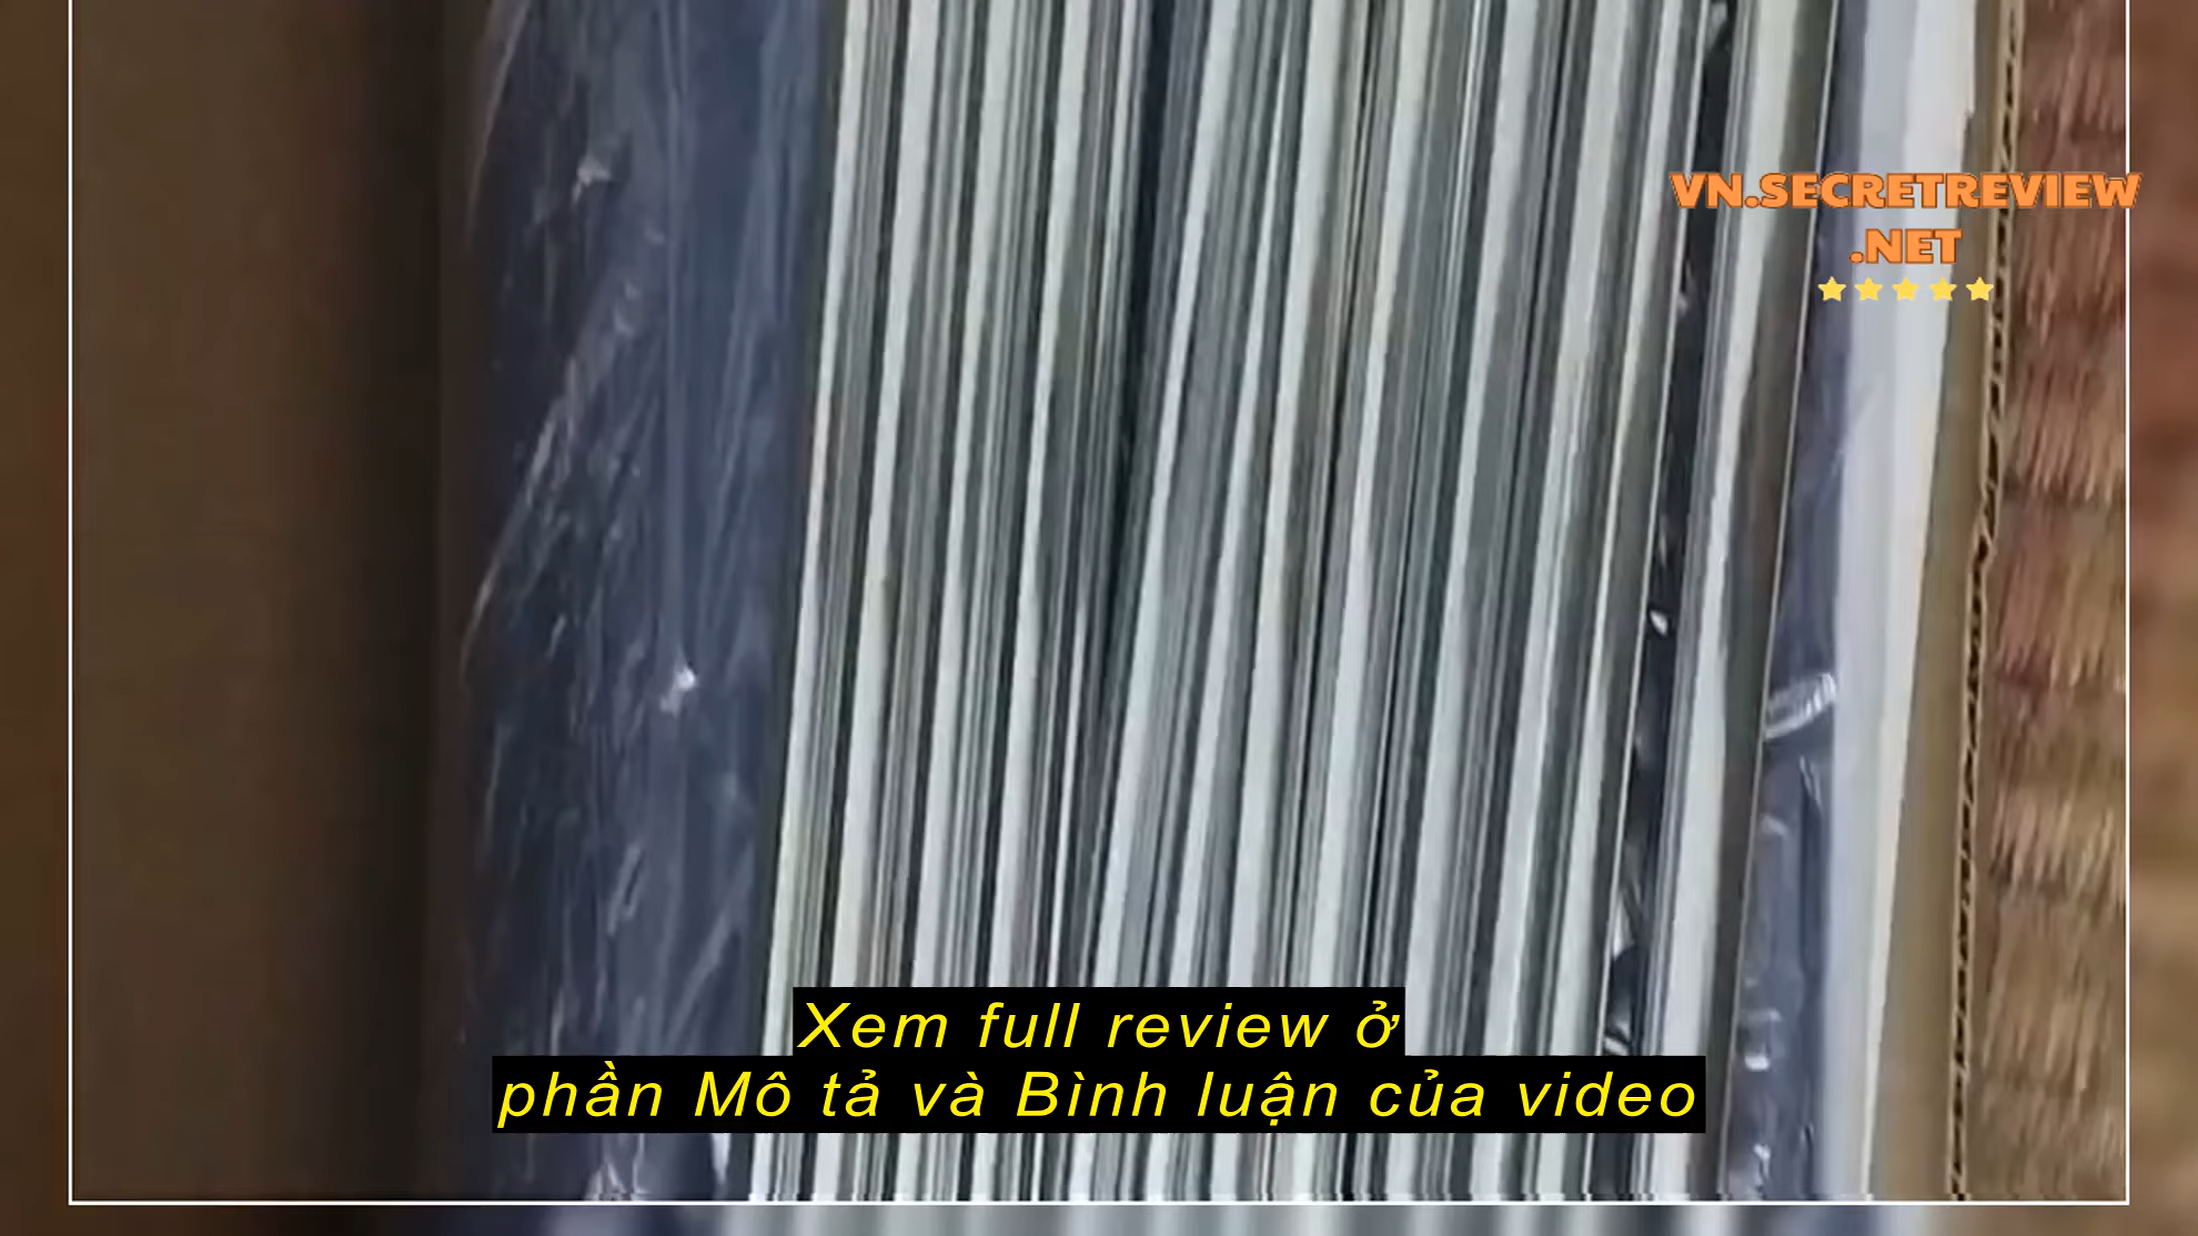 VN.SECRETREVIEW
.NET
Xem full review ở
phần Mô tả và Bình luận của video